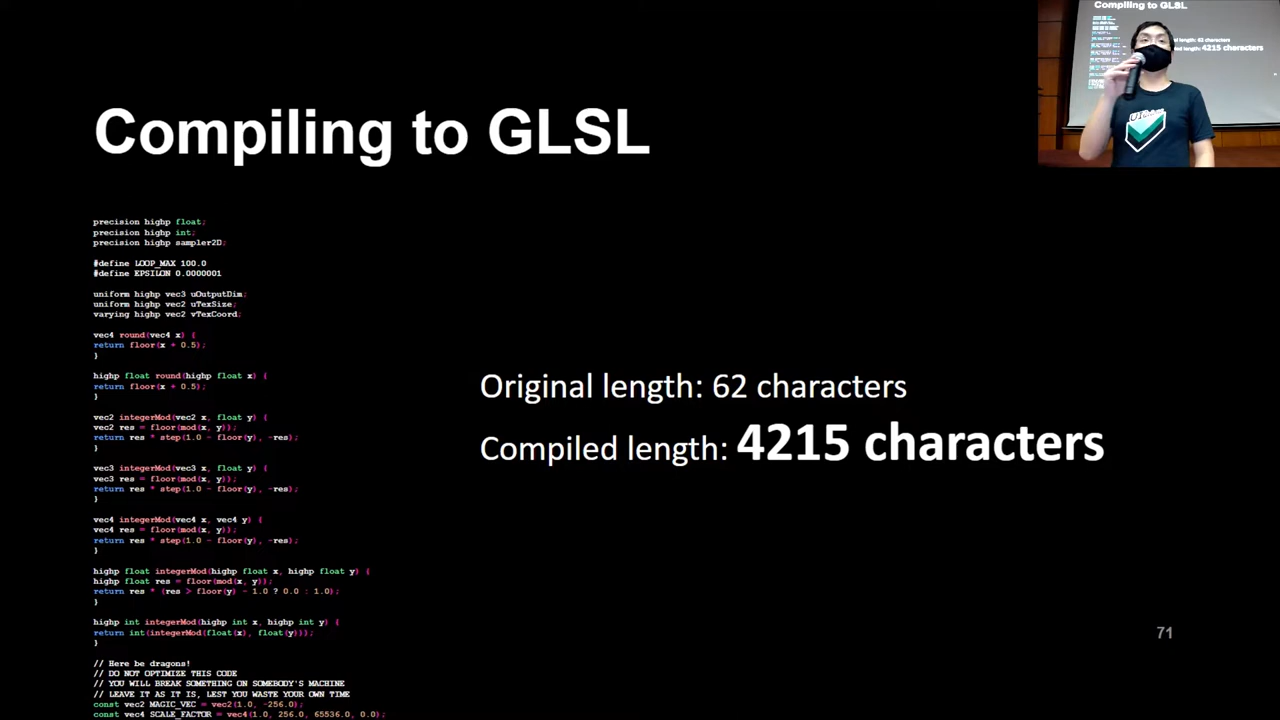 Compiling to GLSL
precision highp float;
precision highp int;
precision highp sampler2D;
#define LOOP_MAX 100.0
#define EPSILON 0.0000001
uniform highp vec3 uOutputDim;
uniform highp vec2 uTexSize;
varying highp vec2 vTexCoord;
vec4 round(vec4 x) {
return floor(x + 0.5);
}
highp float round(highp float x) {
return floor(x + 0.5);
}
vec2 integerMod(vec2 x, float y) {
vec2 res = floor(mod(x, y));
return res * step(1.0 - floor(y), -res);
}
vec3 integerMod(vec3 x, float y) {
vec3 res = floor(mod(x, y));
return res * step(1.0 - floor(y), -res);
}
vec4 integerMod(vec4 x, vec4 y) {
vec4 res = floor(mod(x, y));
return res * step(1.0 - floor(y), -res);
}
highp float integerMod(highp float x, highp float y) {
highp float res = floor(mod(x, y));
return res * (res > floor(y) - 1.0 ? 0.0 : 1.0);
}
highp int integerMod(highp int x, highp int y) {
return int(integerMod(float(x), float(y)));
}
// Here be dragons!
// DO NOT OPTIMIZE THIS CODE
// YOU WILL BREAK SOMETHING ON SOMEBODY'S MACHINE
// LEAVE IT AS IT IS, LEST YOU WASTE YOUR OWN TIME
const vec2 MAGIC_VEC = vec2(1.0, -256.0);
const vec4 SCALE_FACTOR = vec4(1.0, 256.0, 65536.0, 0.0);
Original length: 62 characters
Compiled length: 4215 characters
71
Compiling to GLSL
length: 62 characters
length: 4215 characters